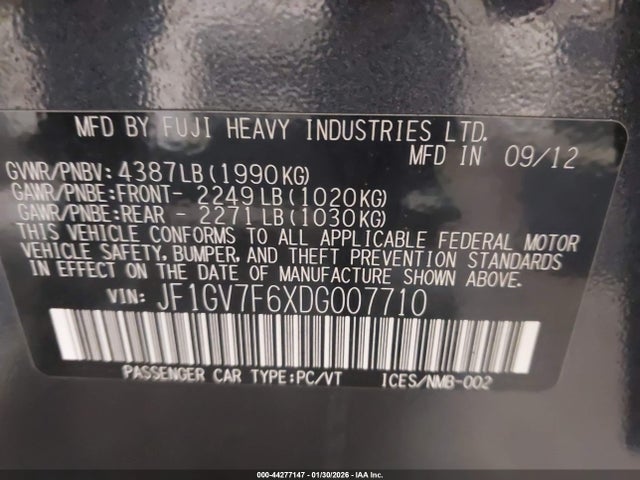 MFD BY FUJI HEAVY INDUSTRIES LTD.
MFD IN 09/12
GVWR/PNBV: 4387LB(1990KG)
GAWR/PNBE:FRONT- 2249LB(1020KG)
GAWR/PNBE:REAR - 2271LB(1030KG)
THIS VEHICLE CONFORMS TO ALL APPLICABLE FEDERAL MOTOR
VEHICLE SAFETY, BUMPER, AND THEFT PREVENTION STANDARDS
IN EFFECT ON THE DATE OF MANUFACTURE SHOWN ABOVE.
VIN: JF1GV7F6XDG007710
PASSENGER CAR TYPE:PC/VT ICES/NMB-002
000-44277147 - 01/30/2026 - IAA Inc.